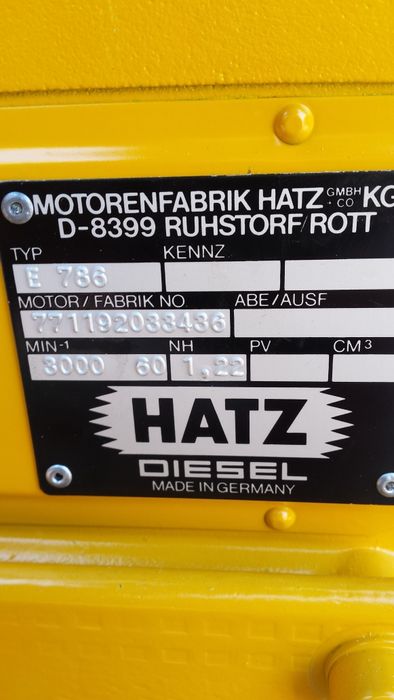 MOTORENFABRIK HATZ GMBH + CO KG
D-8399 RUHSTORF/ROTT
TYP KENNZ
E 786
MOTOR/FABRIK NO. ABE/AUSF
771192038436
MIN-1 NH PV CM3
3000 60 1,22
HATZ
DIESEL
MADE IN GERMANY